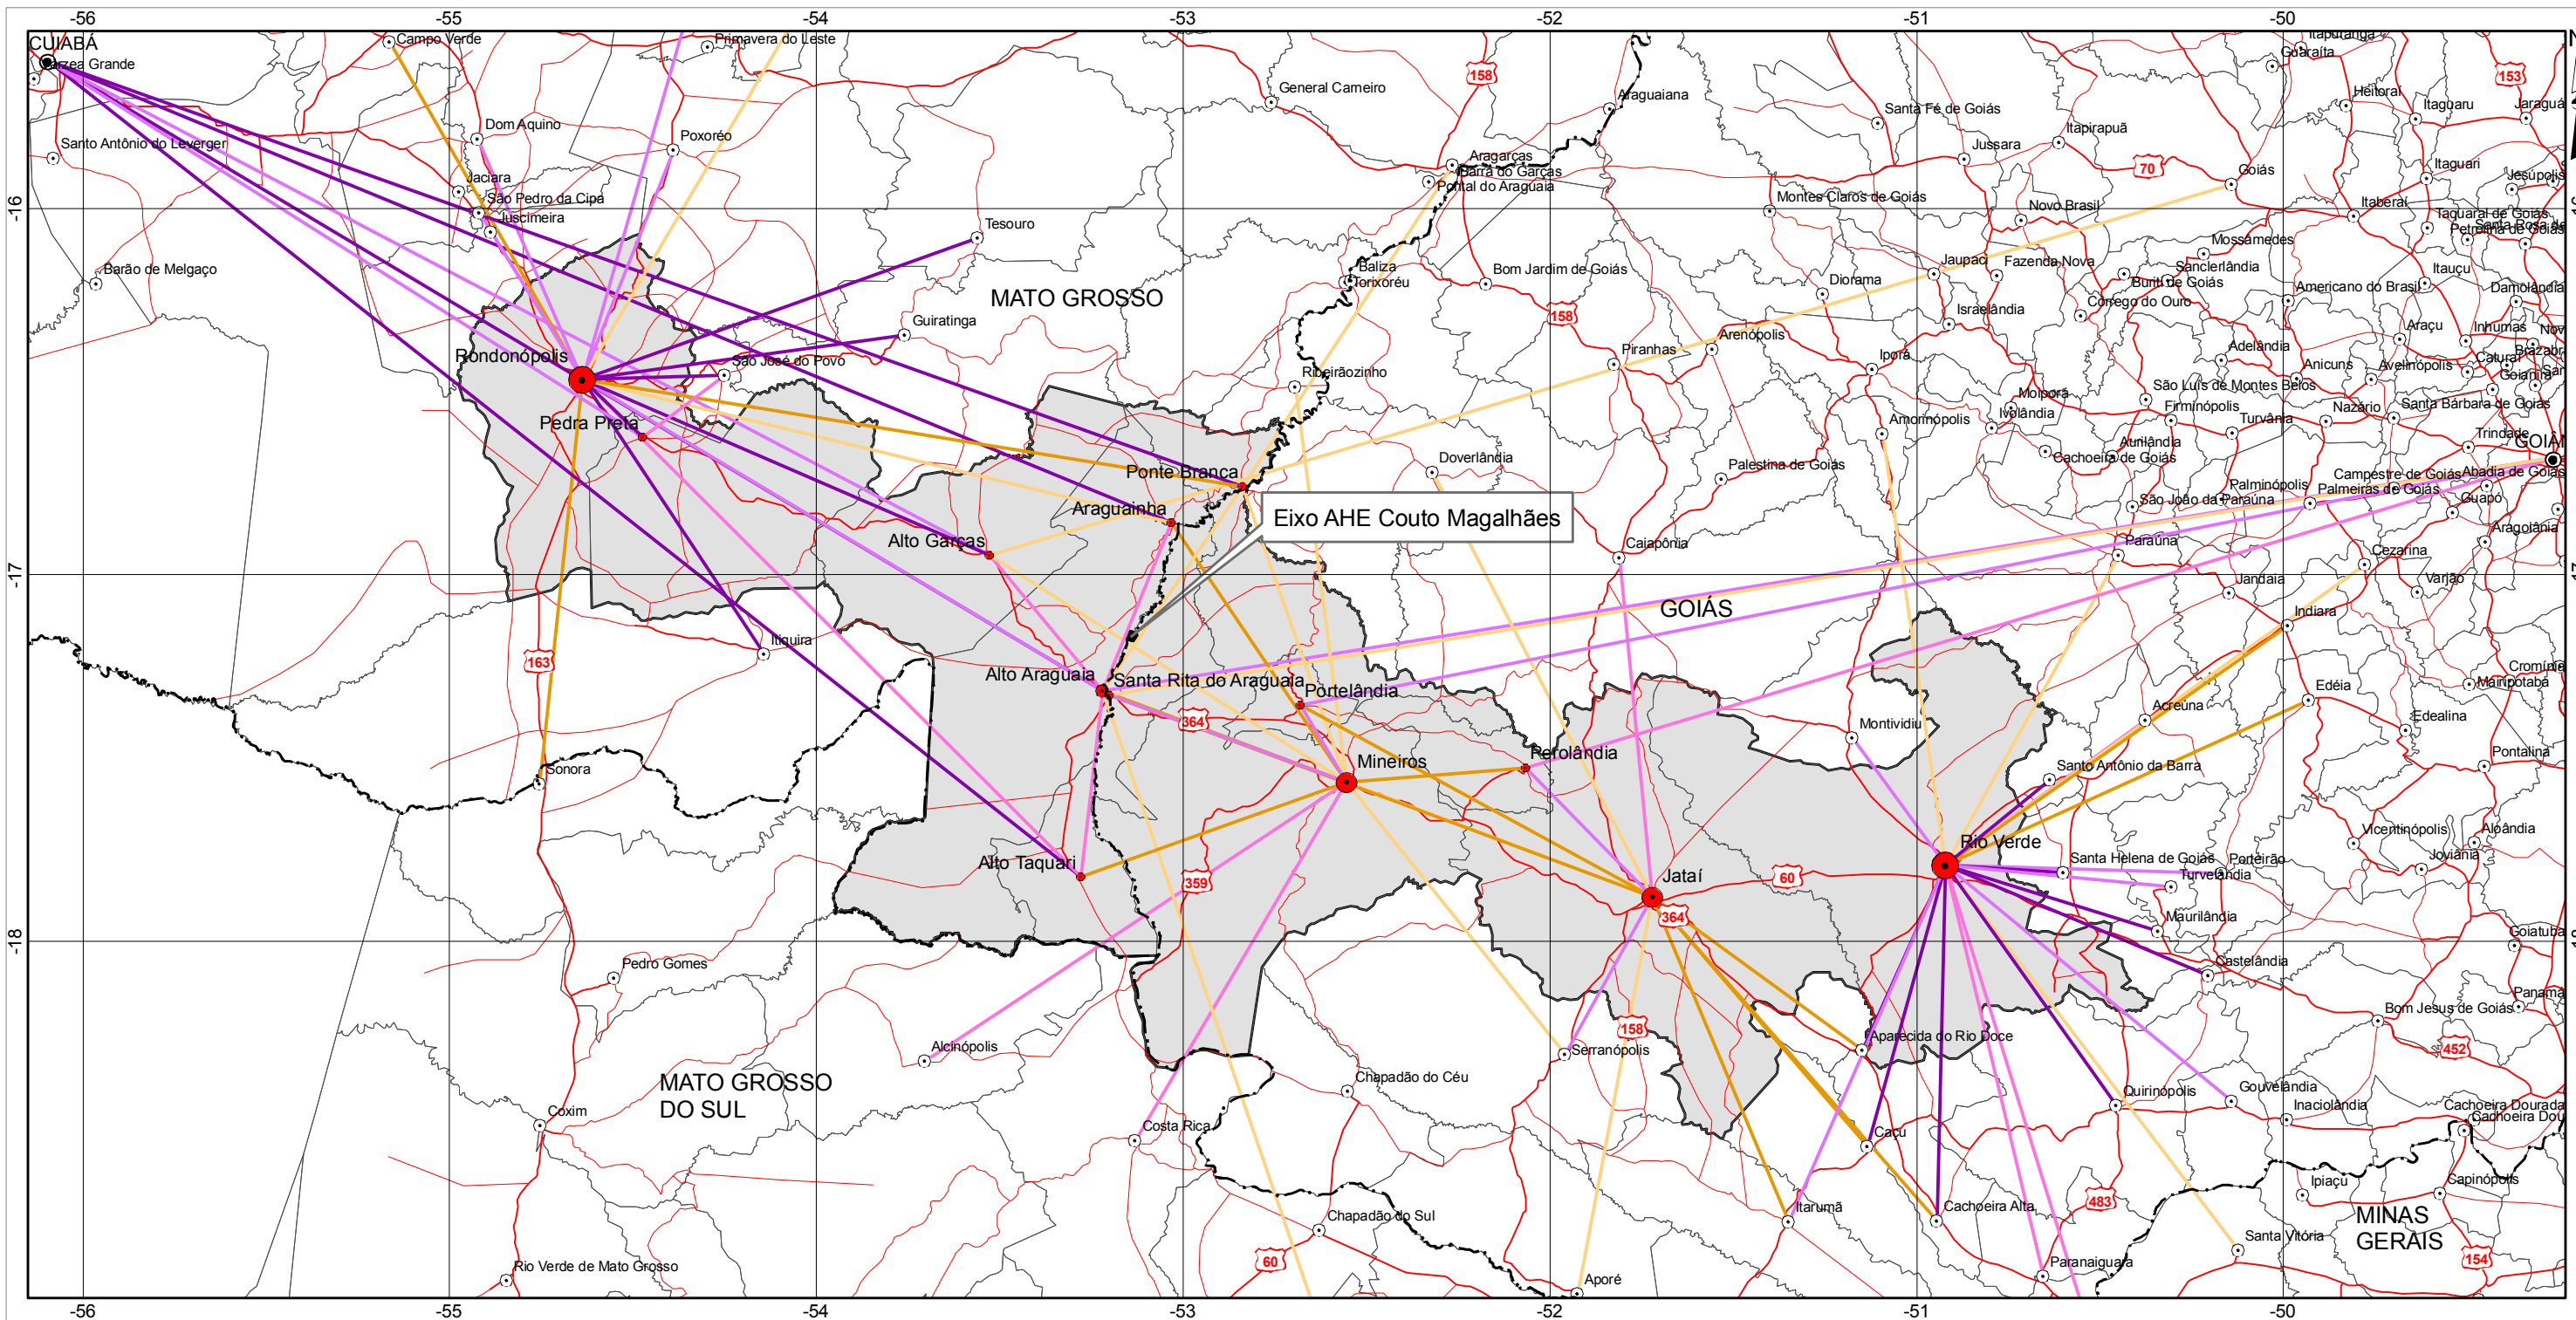 -56
-55
-54
-53
-52
-51
-50
CUIABÁ
Campo Verde
Primavera do Leste
Itapuranga
Guaraíta
158
153
General Carneiro
Araguaiana
Santa Fé de Goiás
Heitoraí
Itaguaru
Jaraguá
Santo Antônio do Leverger
Dom Aquino
Poxoréo
Itapirapuã
Aragarças
Barra do Garças
Pontal do Araguaia
Jussara
70
Goiás
Itaguari
Jesúpolis
Jaciara
São Pedro da Cipa
Juscimeira
Montes Claros de Goiás
Novo Brasil
Itaberaí
Taquaral de Goiás
Petrolina de Goiás
-16
Tesouro
Mossâmedes
Barão de Melgaço
Baliza
Torixoréu
Bom Jardim de Goiás
Jaupaci
Fazenda Nova
Sanclerlândia
Buriti de Goiás
Itauçu
MATO GROSSO
Diorama
Córrego do Ouro
Americano do Brasil
Damolândia
Guiratinga
158
Israelândia
Araçu
Inhumas
Nov
Rondonópolis
São José do Povo
Piranhas
Arenópolis
Iporá
Adelândia
Anicuns
Avelinópolis
Caturaí
Brazabr
Goianira
Ribeirãozinho
Moiporá
São Luís de Montes Belos
Pedra Preta
Amorinópolis
Ivolândia
Firminópolis
Turvânia
Nazário
Santa Bárbara de Goiás
Aurilândia
Cachoeira de Goiás
Trindade
GOIÂN
Ponte Branca
Doverlândia
Palestina de Goiás
Campestre de Goiás
Abadia de Goiás
Palminópolis
Palmeiras de Goiás
São João da Paraúna
Guapó
Araguainha
Eixo AHE Couto Magalhães
Aragoiânia
Alto Garças
Caiapônia
Paraúna
Cezarina
-17
Jandaia
Varjão
GOIÁS
Indiara
Itiquira
163
Alto Araguaia
Santa Rita do Araguaia
Portelândia
Cromínia
Mairipotaba
Edéia
364
Montividiu
Acreúna
Edealina
Mineiros
Perolândia
Pontalina
Sonora
Santo Antônio da Barra
Rio Verde
Vicentinópolis
Aloândia
Alto Taquari
359
Jataí
60
Santa Helena de Goiás
Porteirão
Turvelândia
Joviânia
364
Maurilândia
Goiatuba
-18
Pedro Gomes
Castelândia
Panamá
Bom Jesus de Goiás
158
Alcinópolis
Serranópolis
Aparecida do Rio Doce
452
MATO GROSSO
DO SUL
Chapadão do Céu
Quirinópolis
Gouvelândia
Inaciolândia
Cachoeira Dourada
Cachoeira Dou
Coxim
Costa Rica
Caçu
483
Capinópolis
Ipiaçu
Chapadão do Sul
Itarumã
Cachoeira Alta
MINAS
GERAIS
Santa Vitória
154
60
Rio Verde de Mato Grosso
Aporé
Paranaiguara
-56
-55
-54
-53
-52
-51
-50